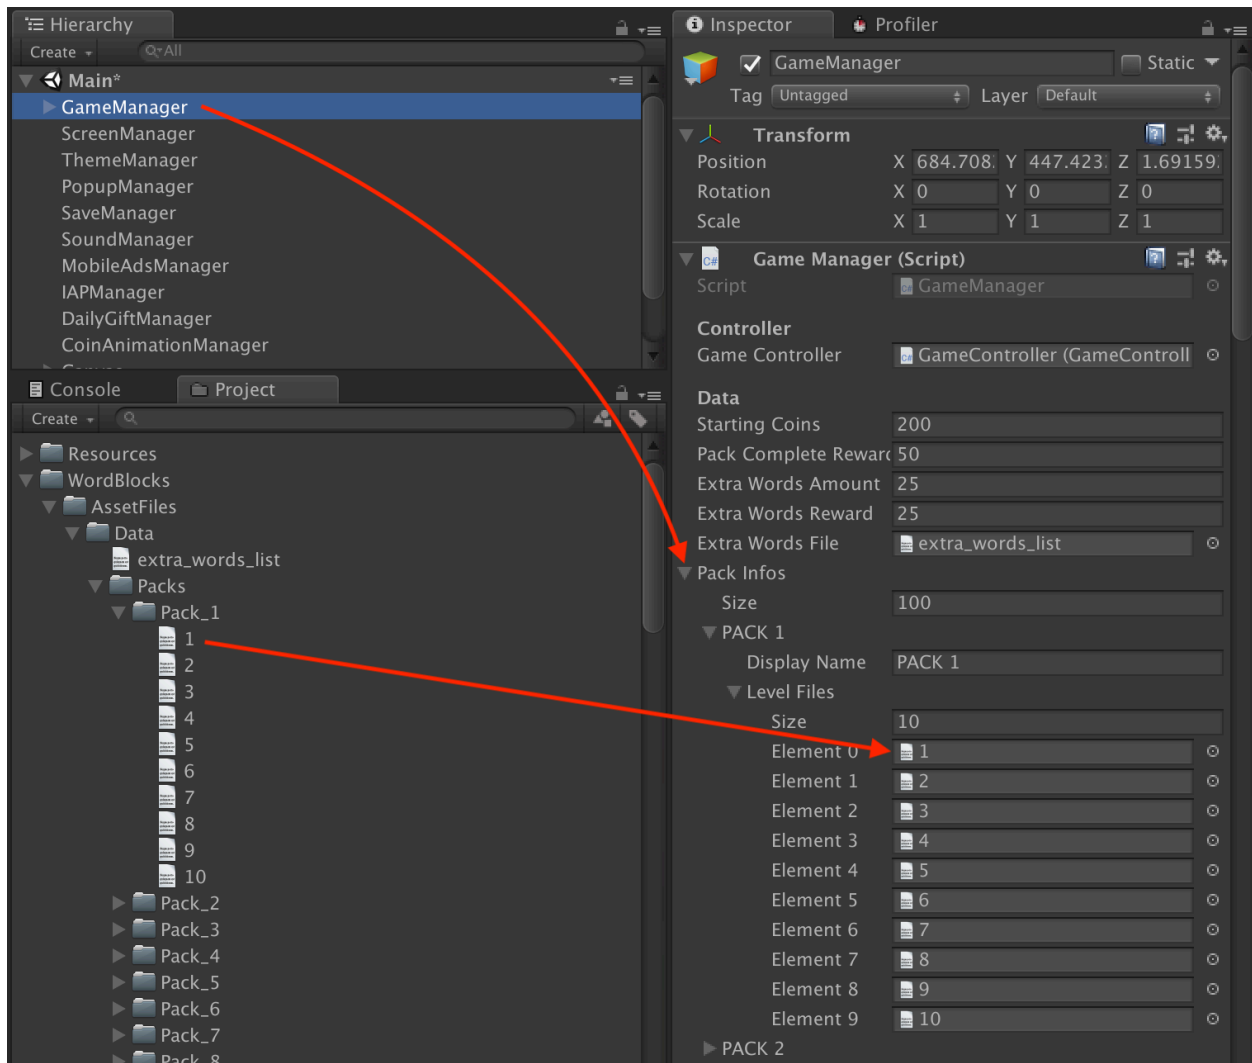 Hierarchy
Create
All
Main*
GameManager
ScreenManager
ThemeManager
PopupManager
SaveManager
SoundManager
MobileAdsManager
IAPManager
DailyGiftManager
CoinAnimationManager
Console Project
Create
Resources
WordBlocks
AssetFiles
Data
extra_words_list
Packs
Pack_1
1
2
3
4
5
6
7
8
9
10
Pack_2
Pack_3
Pack_4
Pack_5
Pack_6
Pack_7
Pack_8
Inspector Profiler
GameManager Static
Tag Untagged Layer Default
Transform
Position X 684.708 Y 447.423 Z 1.69159
Rotation X 0 Y 0 Z 0
Scale X 1 Y 1 Z 1
C# Game Manager (Script)
Script GameManager
Controller
Game Controller GameController (GameControll
Data
Starting Coins 200
Pack Complete Reward 50
Extra Words Amount 25
Extra Words Reward 25
Extra Words File extra_words_list
Pack Infos
Size 100
PACK 1
Display Name PACK 1
Level Files
Size 10
Element 0 1
Element 1 2
Element 2 3
Element 3 4
Element 4 5
Element 5 6
Element 6 7
Element 7 8
Element 8 9
Element 9 10
PACK 2